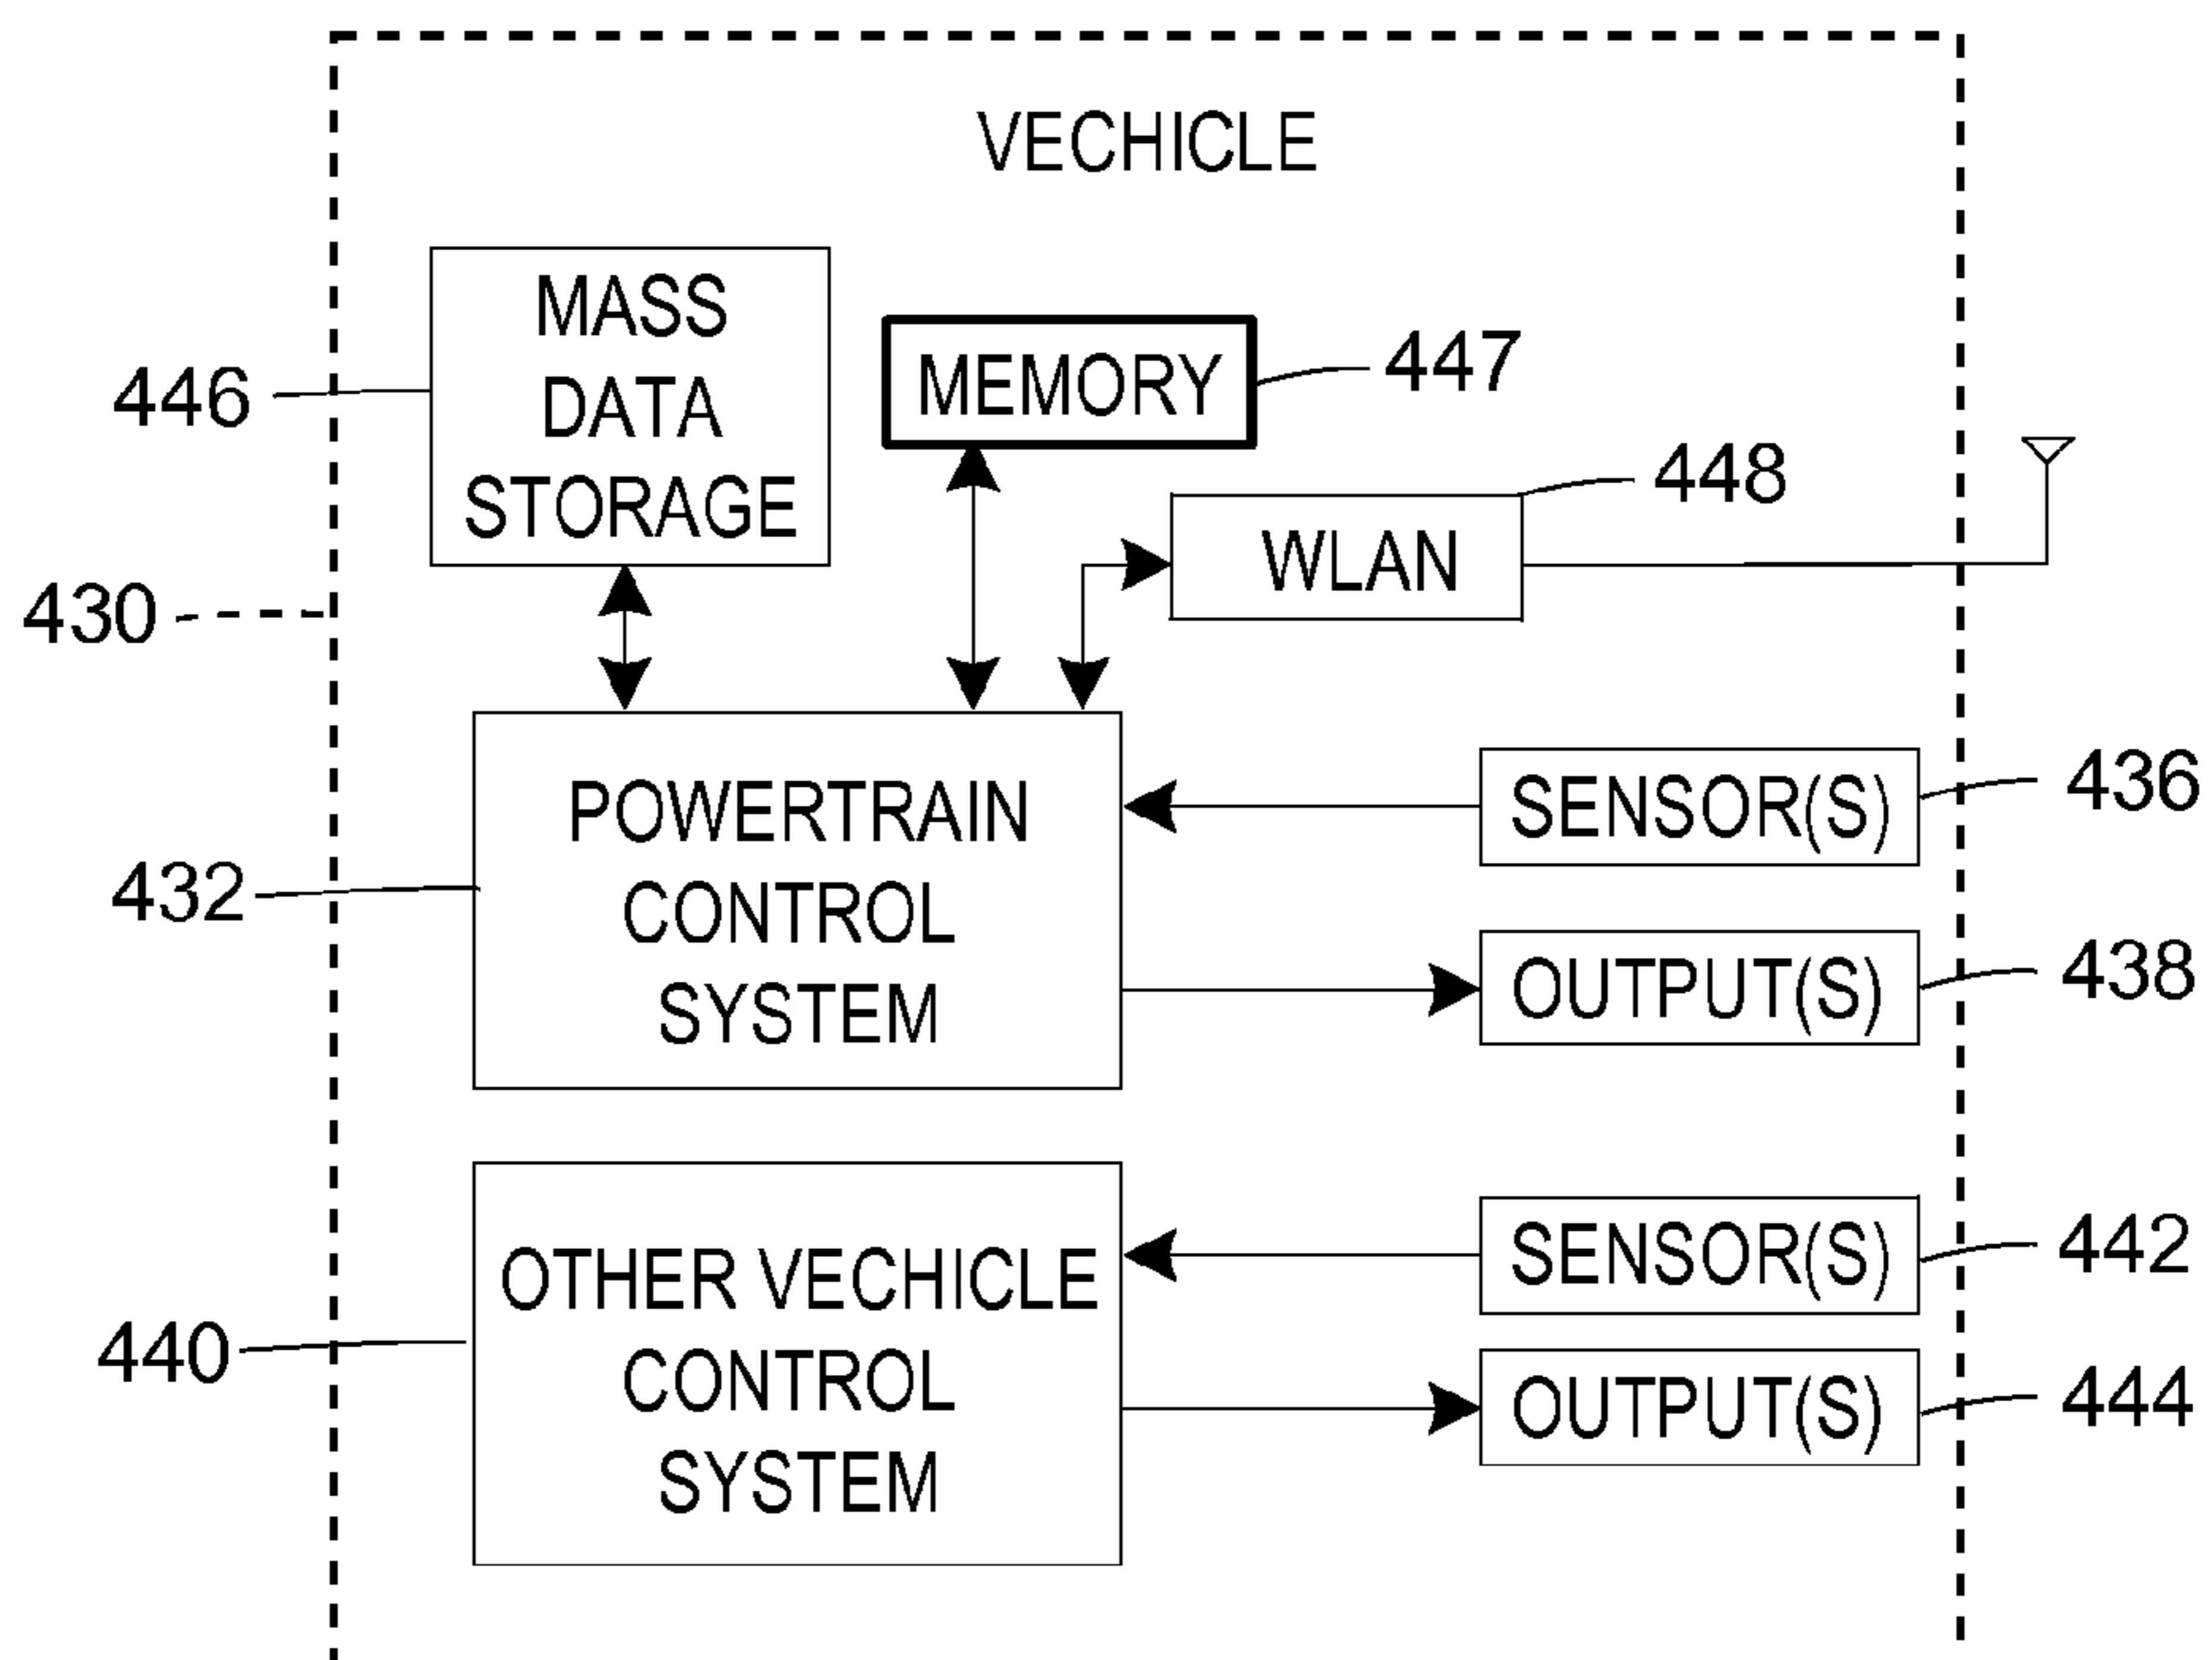 VECHICLE
MASS
DATA
STORAGE
446
MEMORY
447
WLAN
448
430
POWERTRAIN
CONTROL
SYSTEM
432
SENSOR(S)
436
OUTPUT(S)
438
OTHER VECHICLE
CONTROL
SYSTEM
440
SENSOR(S)
442
OUTPUT(S)
444